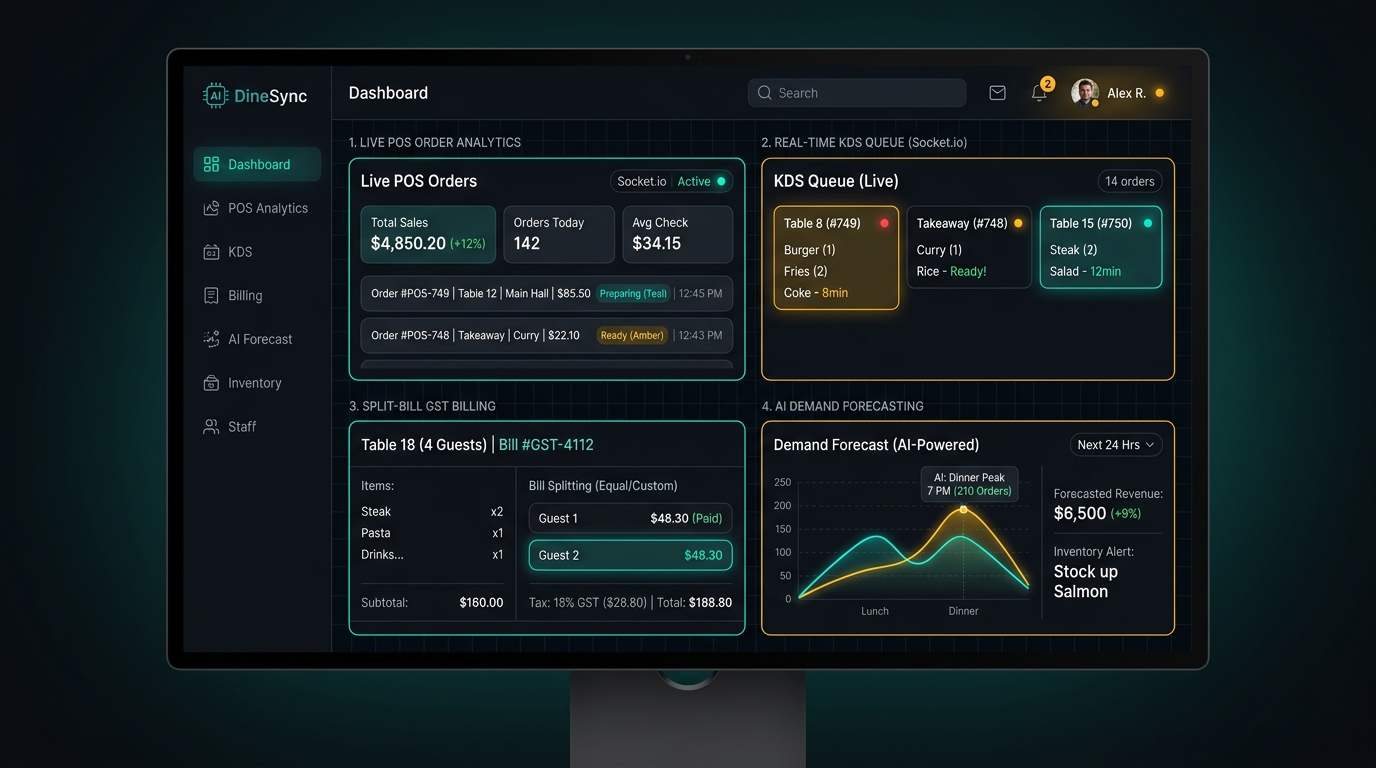 AI DineSync
Dashboard
Search
2
Alex R.
Dashboard
POS Analytics
KDS
Billing
AI Forecast
Inventory
Staff
1. LIVE POS ORDER ANALYTICS
Live POS Orders
Socket.io | Active
Total Sales
$4,850.20 (+12%)
Orders Today
142
Avg Check
$34.15
Order #POS-749 | Table 12 | Main Hall | $85.50 Preparing (Teal) | 12:45 PM
Order #POS-748 | Takeaway | Curry | $22.10 Ready (Amber) | 12:43 PM
2. REAL-TIME KDS QUEUE (Socket.io)
KDS Queue (Live)
14 orders
Table 8 (#749)
Burger (1)
Fries (2)
Coke - 8min
Takeaway (#748)
Curry (1)
Rice - Ready!
Table 15 (#750)
Steak (2)
Salad - 12min
3. SPLIT-BILL GST BILLING
Table 18 (4 Guests) | Bill #GST-4112
Items:
Steak x2
Pasta x1
Drinks... x1
Subtotal: $160.00
Bill Splitting (Equal/Custom)
Guest 1 $48.30 (Paid)
Guest 2 $48.30
Tax: 18% GST ($28.80) | Total: $188.80
4. AI DEMAND FORECASTING
Demand Forecast (AI-Powered)
Next 24 Hrs
AI: Dinner Peak
7 PM (210 Orders)
250
200
150
100
50
0
Lunch
Dinner
Forecasted Revenue:
$6,500 (+9%)
Inventory Alert:
Stock up
Salmon